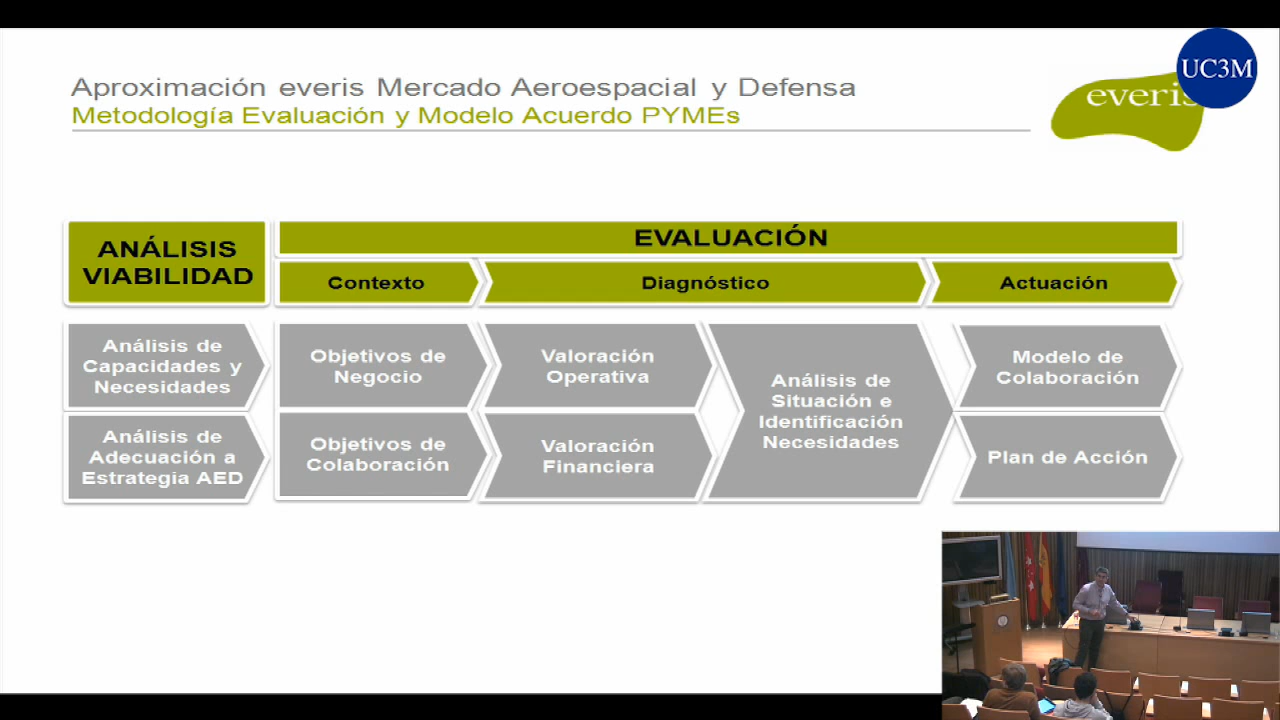 Aproximación everis Mercado Aeroespacial y Defensa
Metodología Evaluación y Modelo Acuerdo PYMEs
everis
UC3M
ANÁLISIS
VIABILIDAD
EVALUACIÓN
Contexto
Diagnóstico
Actuación
Análisis de
Capacidades y
Necesidades
Objetivos de
Negocio
Valoración
Operativa
Análisis de
Situación e
Identificación
Necesidades
Modelo de
Colaboración
Análisis de
Adecuación a
Estrategia AED
Objetivos de
Colaboración
Valoración
Financiera
Plan de Acción